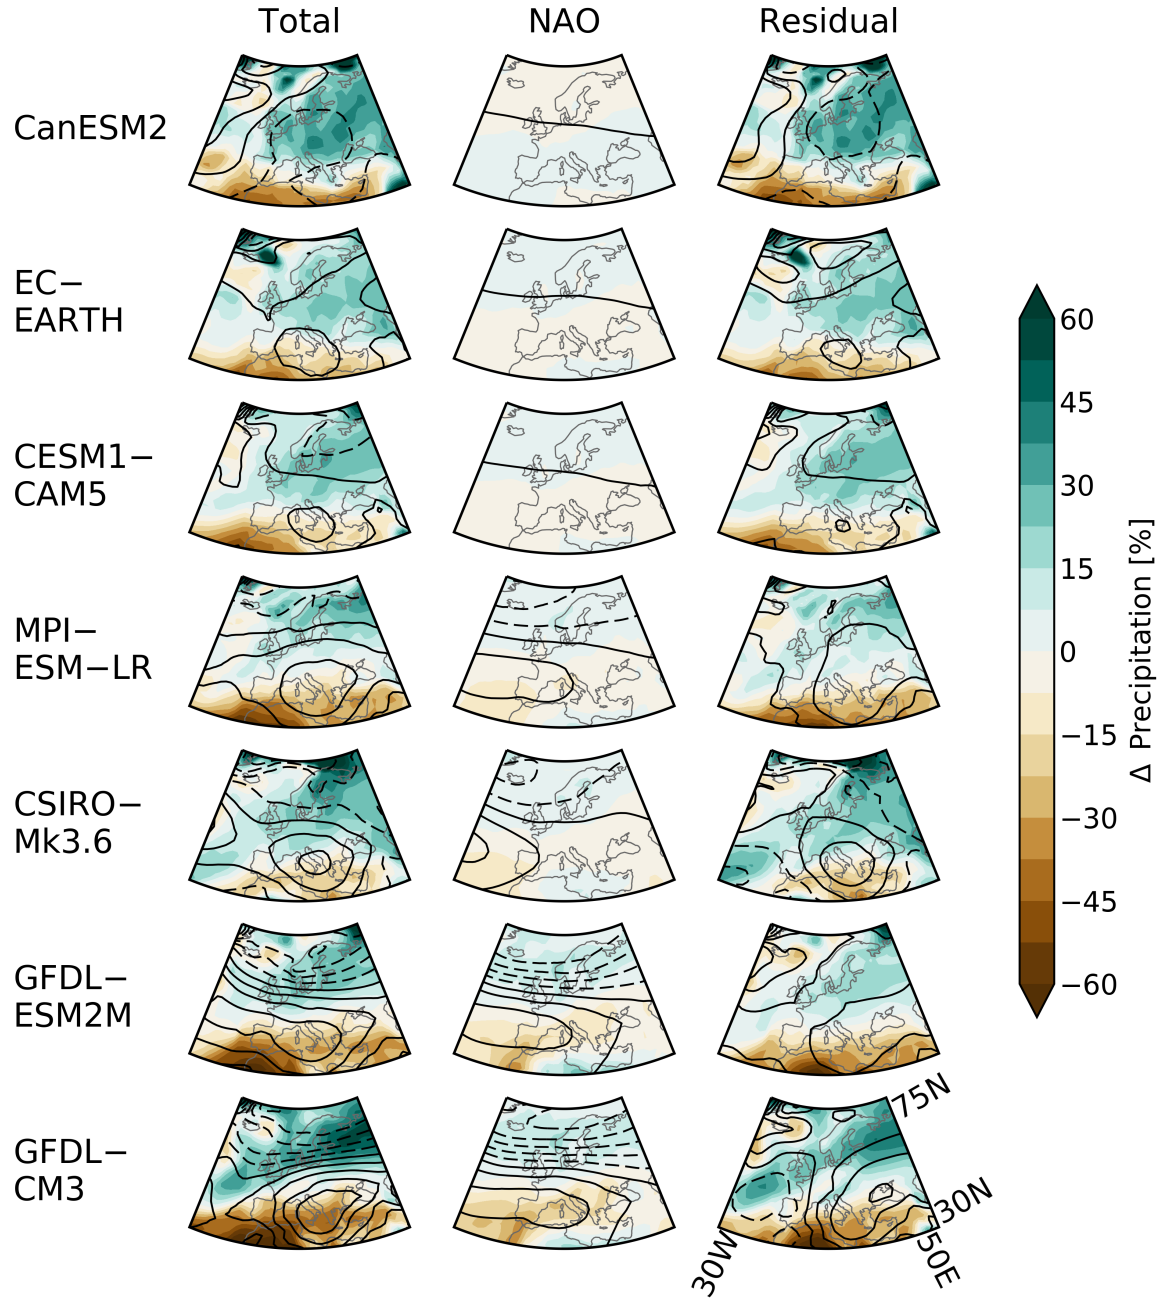 Total NAO Residual
CanESM2
EC−
EARTH
CESM1−
CAM5
MPI−
ESM−LR
CSIRO−
Mk3.6
GFDL−
ESM2M
GFDL−
CM3
60
45
30
15
0
−15
−30
−45
−60
Δ Precipitation [%]
75N
30N
30W
50E